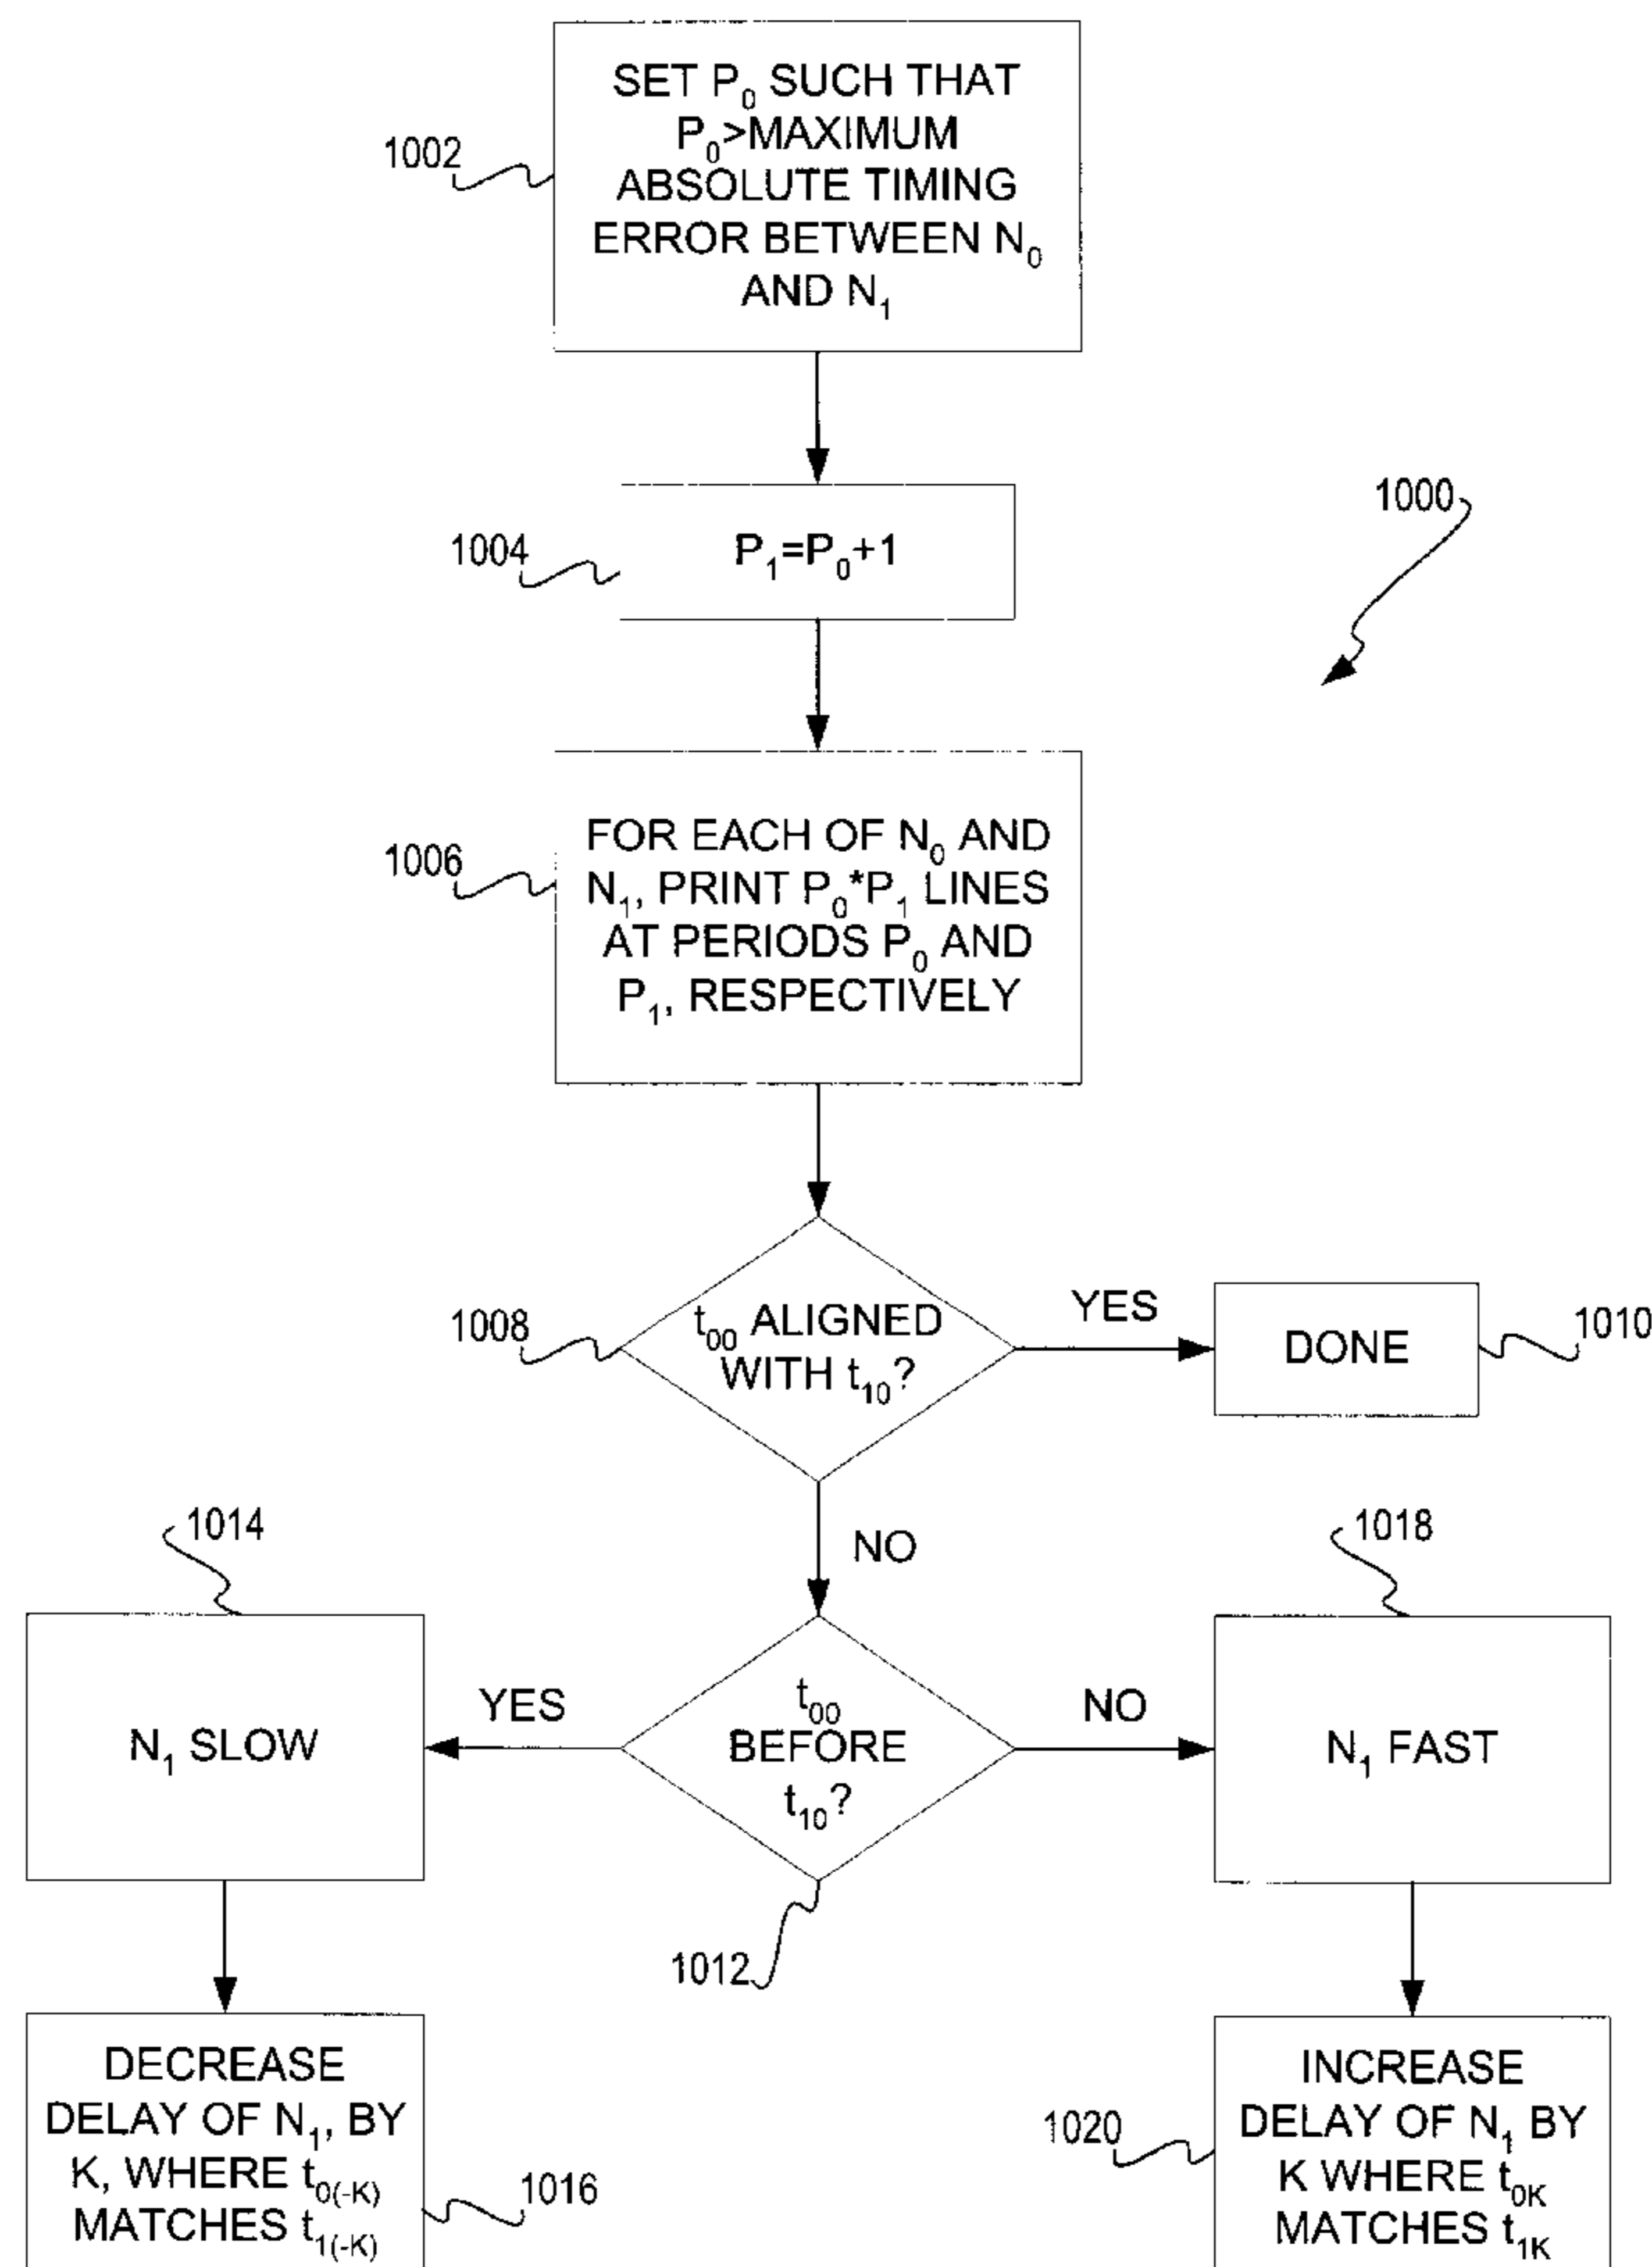 SET P₀ SUCH THAT
P₀>MAXIMUM
ABSOLUTE TIMING
ERROR BETWEEN N₀
AND N₁
1002
P₁=P₀+1
1004
1000
FOR EACH OF N₀ AND
N₁, PRINT P₀*P₁ LINES
AT PERIODS P₀ AND
P₁, RESPECTIVELY
1006
t₀₀ ALIGNED
WITH t₁₀?
1008
YES
DONE
1010
NO
1014
1018
t₀₀
BEFORE
t₁₀?
YES
NO
N₁ SLOW
N₁ FAST
1012
DECREASE
DELAY OF N₁, BY
K, WHERE t₀₍₋K₎
MATCHES t₁₍₋K₎
1016
INCREASE
DELAY OF N₁ BY
K WHERE t₀K
MATCHES t₁K
1020